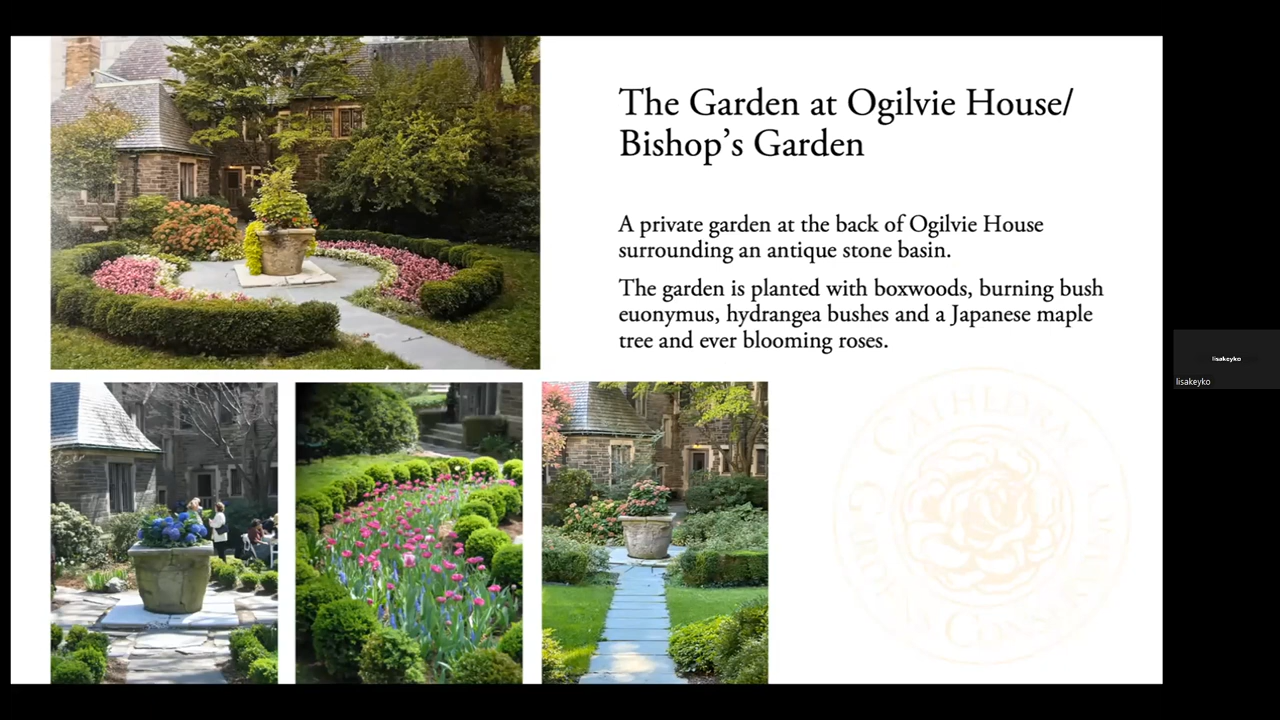 The Garden at Ogilvie House/
Bishop's Garden
A private garden at the back of Ogilvie House
surrounding an antique stone basin.
The garden is planted with boxwoods, burning bush
euonymus, hydrangea bushes and a Japanese maple
tree and ever blooming roses.
lisakeyko
lisakeyko
CATHEDRAL